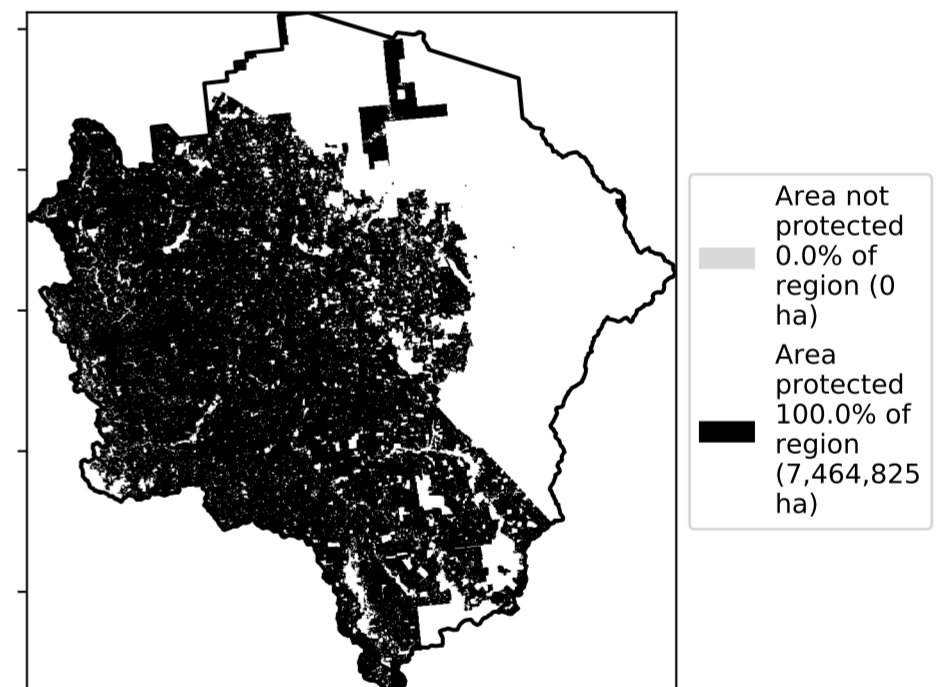 Area not
protected
0.0% of
region (0
ha)
Area
protected
100.0% of
region
(7,464,825
ha)